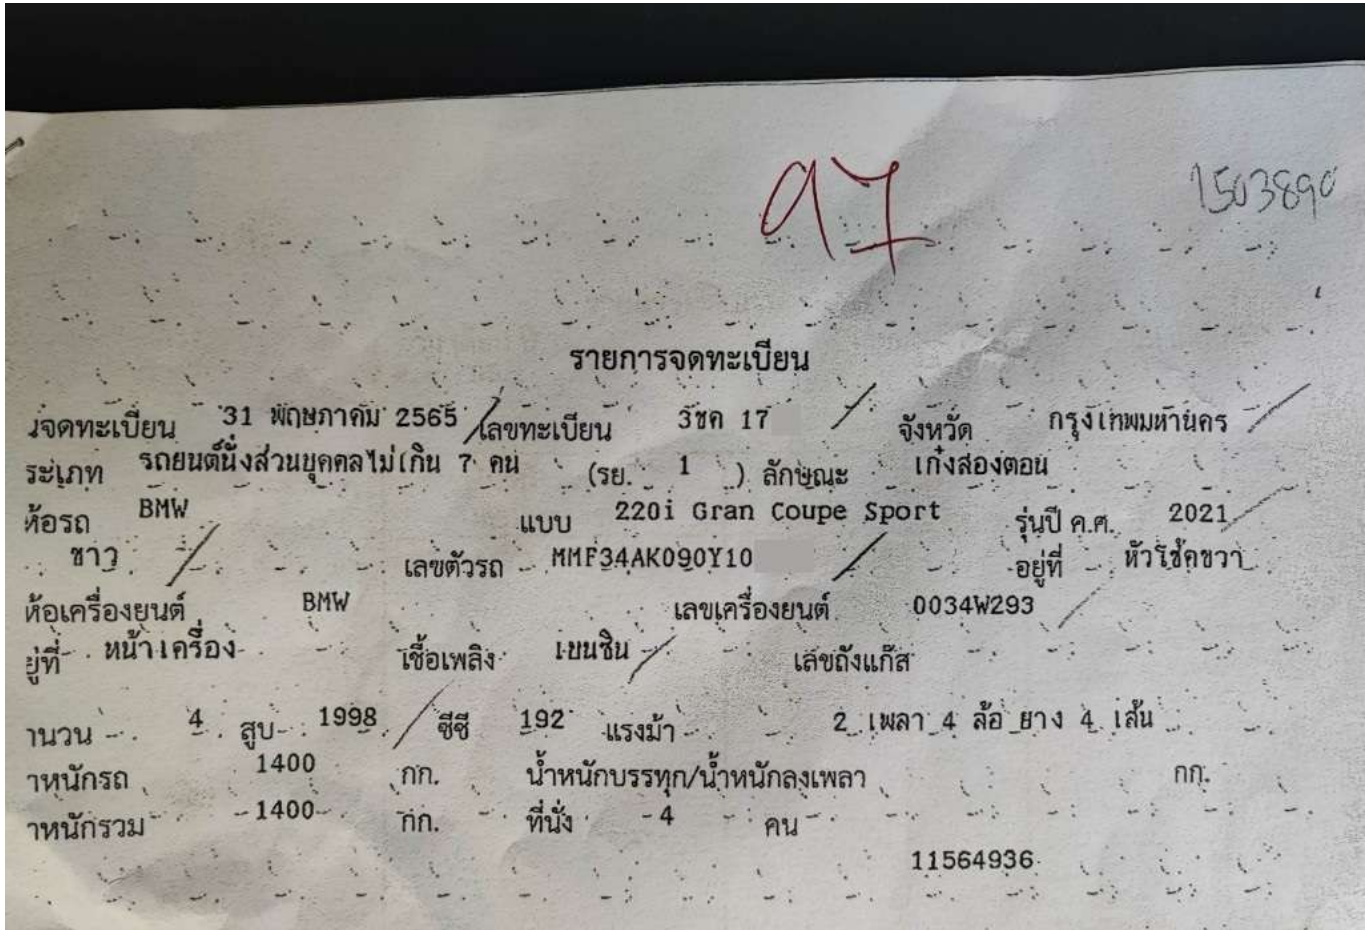 1503890
รายการจดทะเบียน
จดทะเบียน 31 พฤษภาคม 2565 เลขทะเบียน 3ขค 17 จังหวัด กรุงเทพมหานคร
ระเภท รถยนต์นั่งส่วนบุคคลไม่เกิน 7 คน (รย. 1 ) ลักษณะ เก๋งสองตอน
ห้อรถ BMW แบบ 220i Gran Coupe Sport รุ่นปี ค.ศ. 2021
ขาว เลขตัวรถ MMF34AK090Y10 อยู่ที่ หัวโช้คขวา
ห้อเครื่องยนต์ BMW เลขเครื่องยนต์ 0034W293
ยู่ที่ หน้าเครื่อง เชื้อเพลิง เบนซิน เลขถังแก๊ส
านวน 4 สูบ 1998 ซีซี 192 แรงม้า 2 เพลา 4 ล้อ ยาง 4 เส้น
าหนักรถ 1400 กก. น้ำหนักบรรทุก/น้ำหนักลงเพลา กก.
าหนักรวม 1400 กก. ที่นั่ง 4 คน
11564936